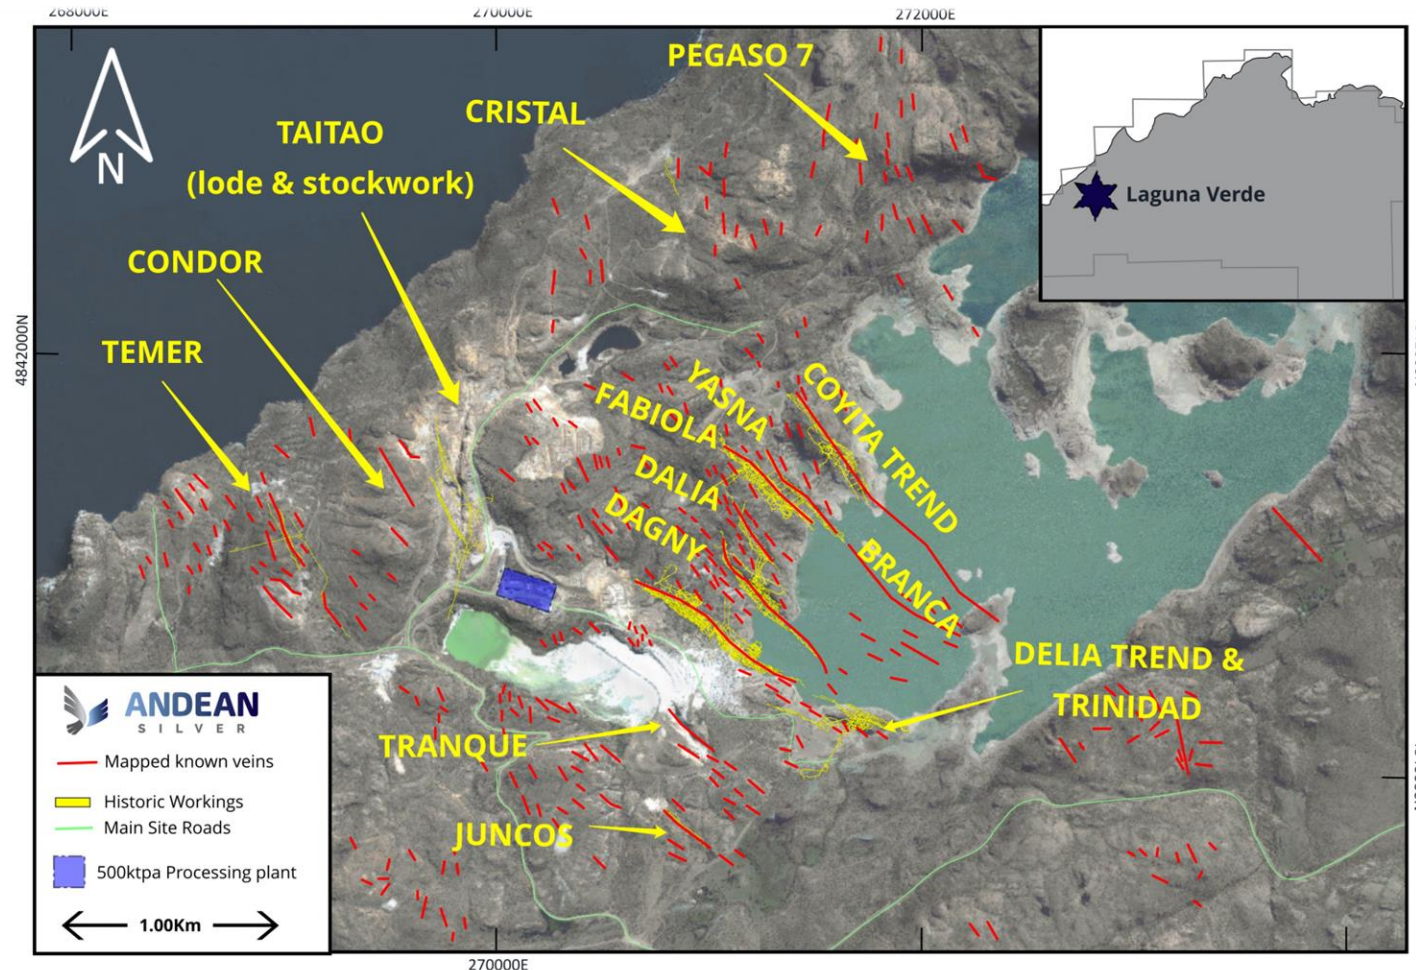 268000E
270000E
272000E
PEGASO 7
CRISTAL
TAITAO
(lode & stockwork)
CONDOR
TEMER
N
Laguna Verde
4842000N
YASNA
FABIOLA
COYITA TREND
DALIA
DAGNY
BRANCA
DELIA TREND &
TRINIDAD
TRANQUE
JUNCOS
ANDEAN
SILVER
Mapped known veins
Historic Workings
Main Site Roads
500ktpa Processing plant
1.00Km
270000E